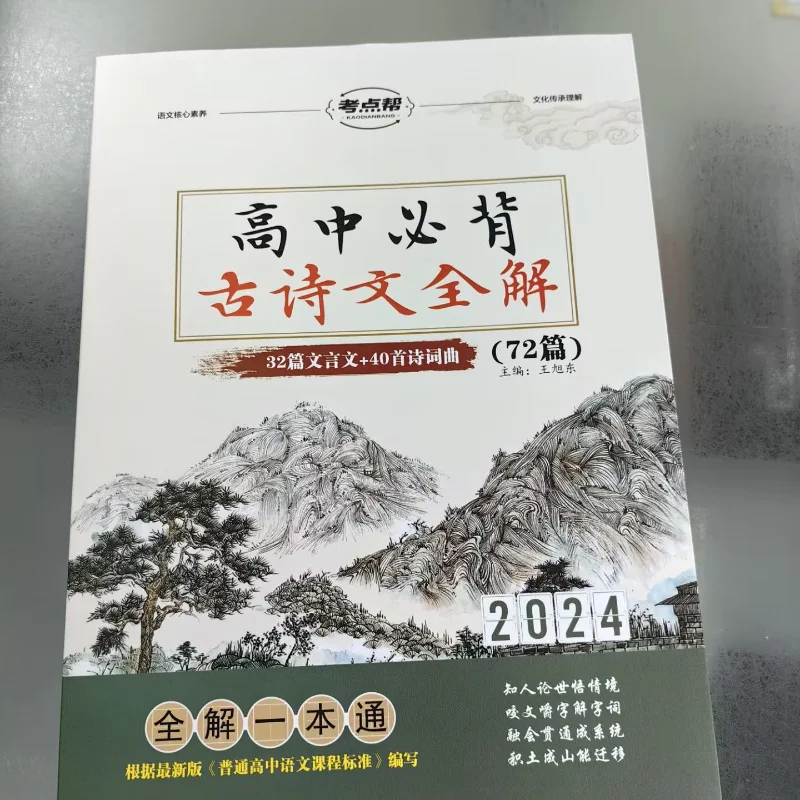 语文核心素养
考点帮
KAODIANBANG
文化传承理解
高中必背
古诗文全解
32篇文言文+40首诗词曲
(72篇)
主编：王旭东
2024
全解一本通
根据最新版《普通高中语文课程标准》编写
知人论世悟情境
咬文嚼字解字词
融会贯通成系统
积土成山能迁移